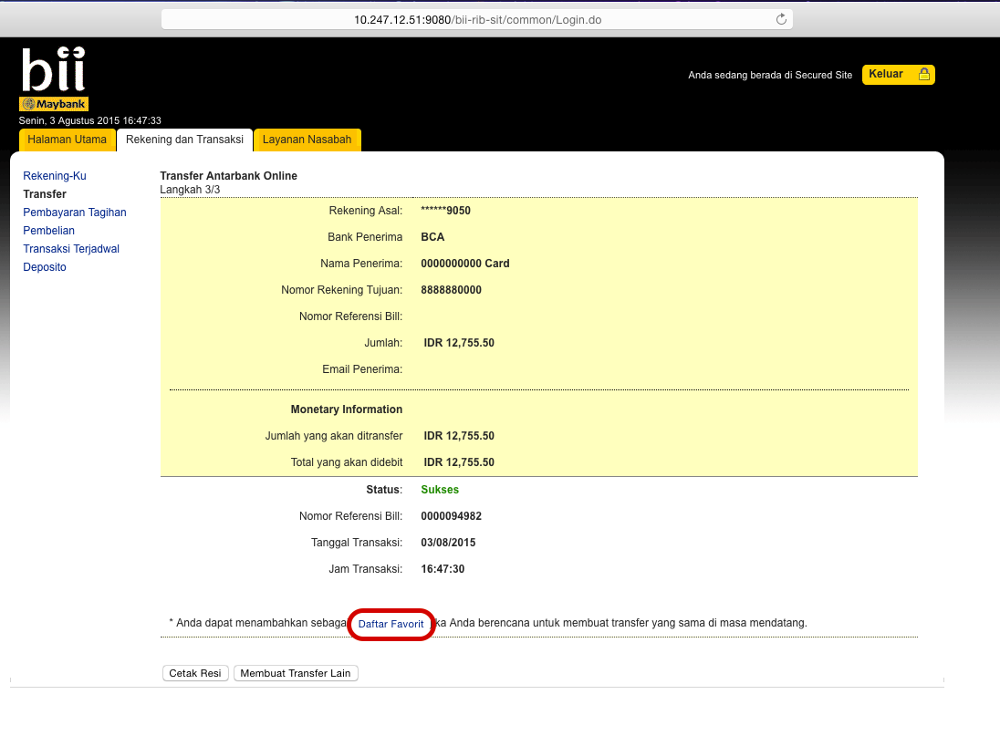 10.247.12.51:9080/bii-rib-sit/common/Login.do
bii
Maybank
Anda sedang berada di Secured Site
Keluar
Senin, 3 Agustus 2015 16:47:33
Halaman Utama
Rekening dan Transaksi
Layanan Nasabah
Rekening-Ku
Transfer
Pembayaran Tagihan
Pembelian
Transaksi Terjadwal
Deposito
Transfer Antarbank Online
Langkah 3/3
Rekening Asal: ******9050
Bank Penerima BCA
Nama Penerima: 0000000000 Card
Nomor Rekening Tujuan: 8888880000
Nomor Referensi Bill:
Jumlah: IDR 12,755.50
Email Penerima:
Monetary Information
Jumlah yang akan ditransfer IDR 12,755.50
Total yang akan didebit IDR 12,755.50
Status: Sukses
Nomor Referensi Bill: 0000094982
Tanggal Transaksi: 03/08/2015
Jam Transaksi: 16:47:30
* Anda dapat menambahkan sebaga Daftar Favorit ka Anda berencana untuk membuat transfer yang sama di masa mendatang.
Cetak Resi
Membuat Transfer Lain